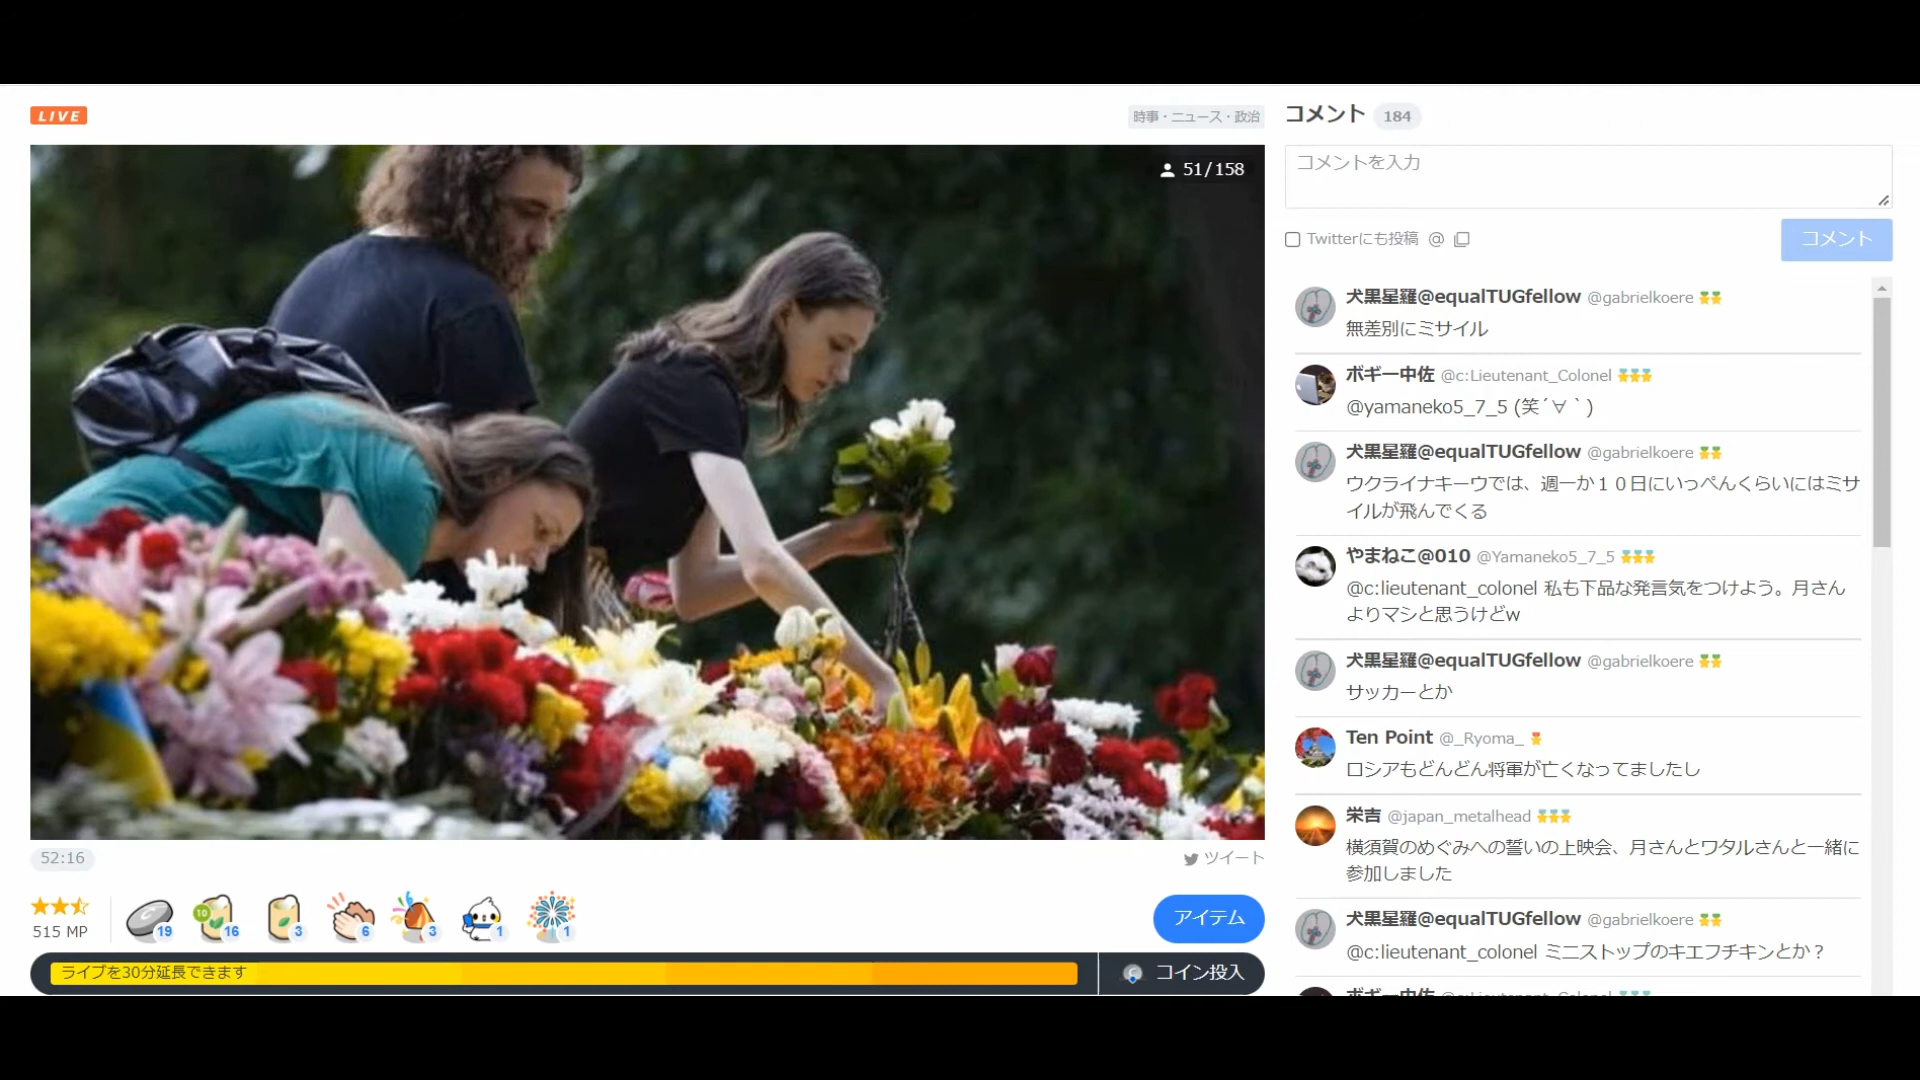 LIVE
時事・ニュース・政治
51/158
52:16
ツイート
515 MP
19
10
16
3
6
3
1
1
アイテム
ライブを30分延長できます
コイン投入
コメント 184
コメントを入力
Twitterにも投稿 @
コメント
犬黒星羅@equalTUGfellow @gabrielkoere
無差別にミサイル
ボギー中佐 @c:Lieutenant_Colonel
@yamaneko5_7_5 (笑´∀｀)
犬黒星羅@equalTUGfellow @gabrielkoere
ウクライナキーウでは、週一か１０日にいっぺんくらいにはミサ
イルが飛んでくる
やまねこ@010 @Yamaneko5_7_5
@c:lieutenant_colonel 私も下品な発言気をつけよう。月さん
よりマシと思うけどw
犬黒星羅@equalTUGfellow @gabrielkoere
サッカーとか
Ten Point @_Ryoma_
ロシアもどんどん将軍が亡くなってましたし
栄吉 @japan_metalhead
横須賀のめぐみへの誓いの上映会、月さんとワタルさんと一緒に
参加しました
犬黒星羅@equalTUGfellow @gabrielkoere
@c:lieutenant_colonel ミニストップのキエフチキンとか？
ボギー中佐 @c:Lieutenant_Colonel